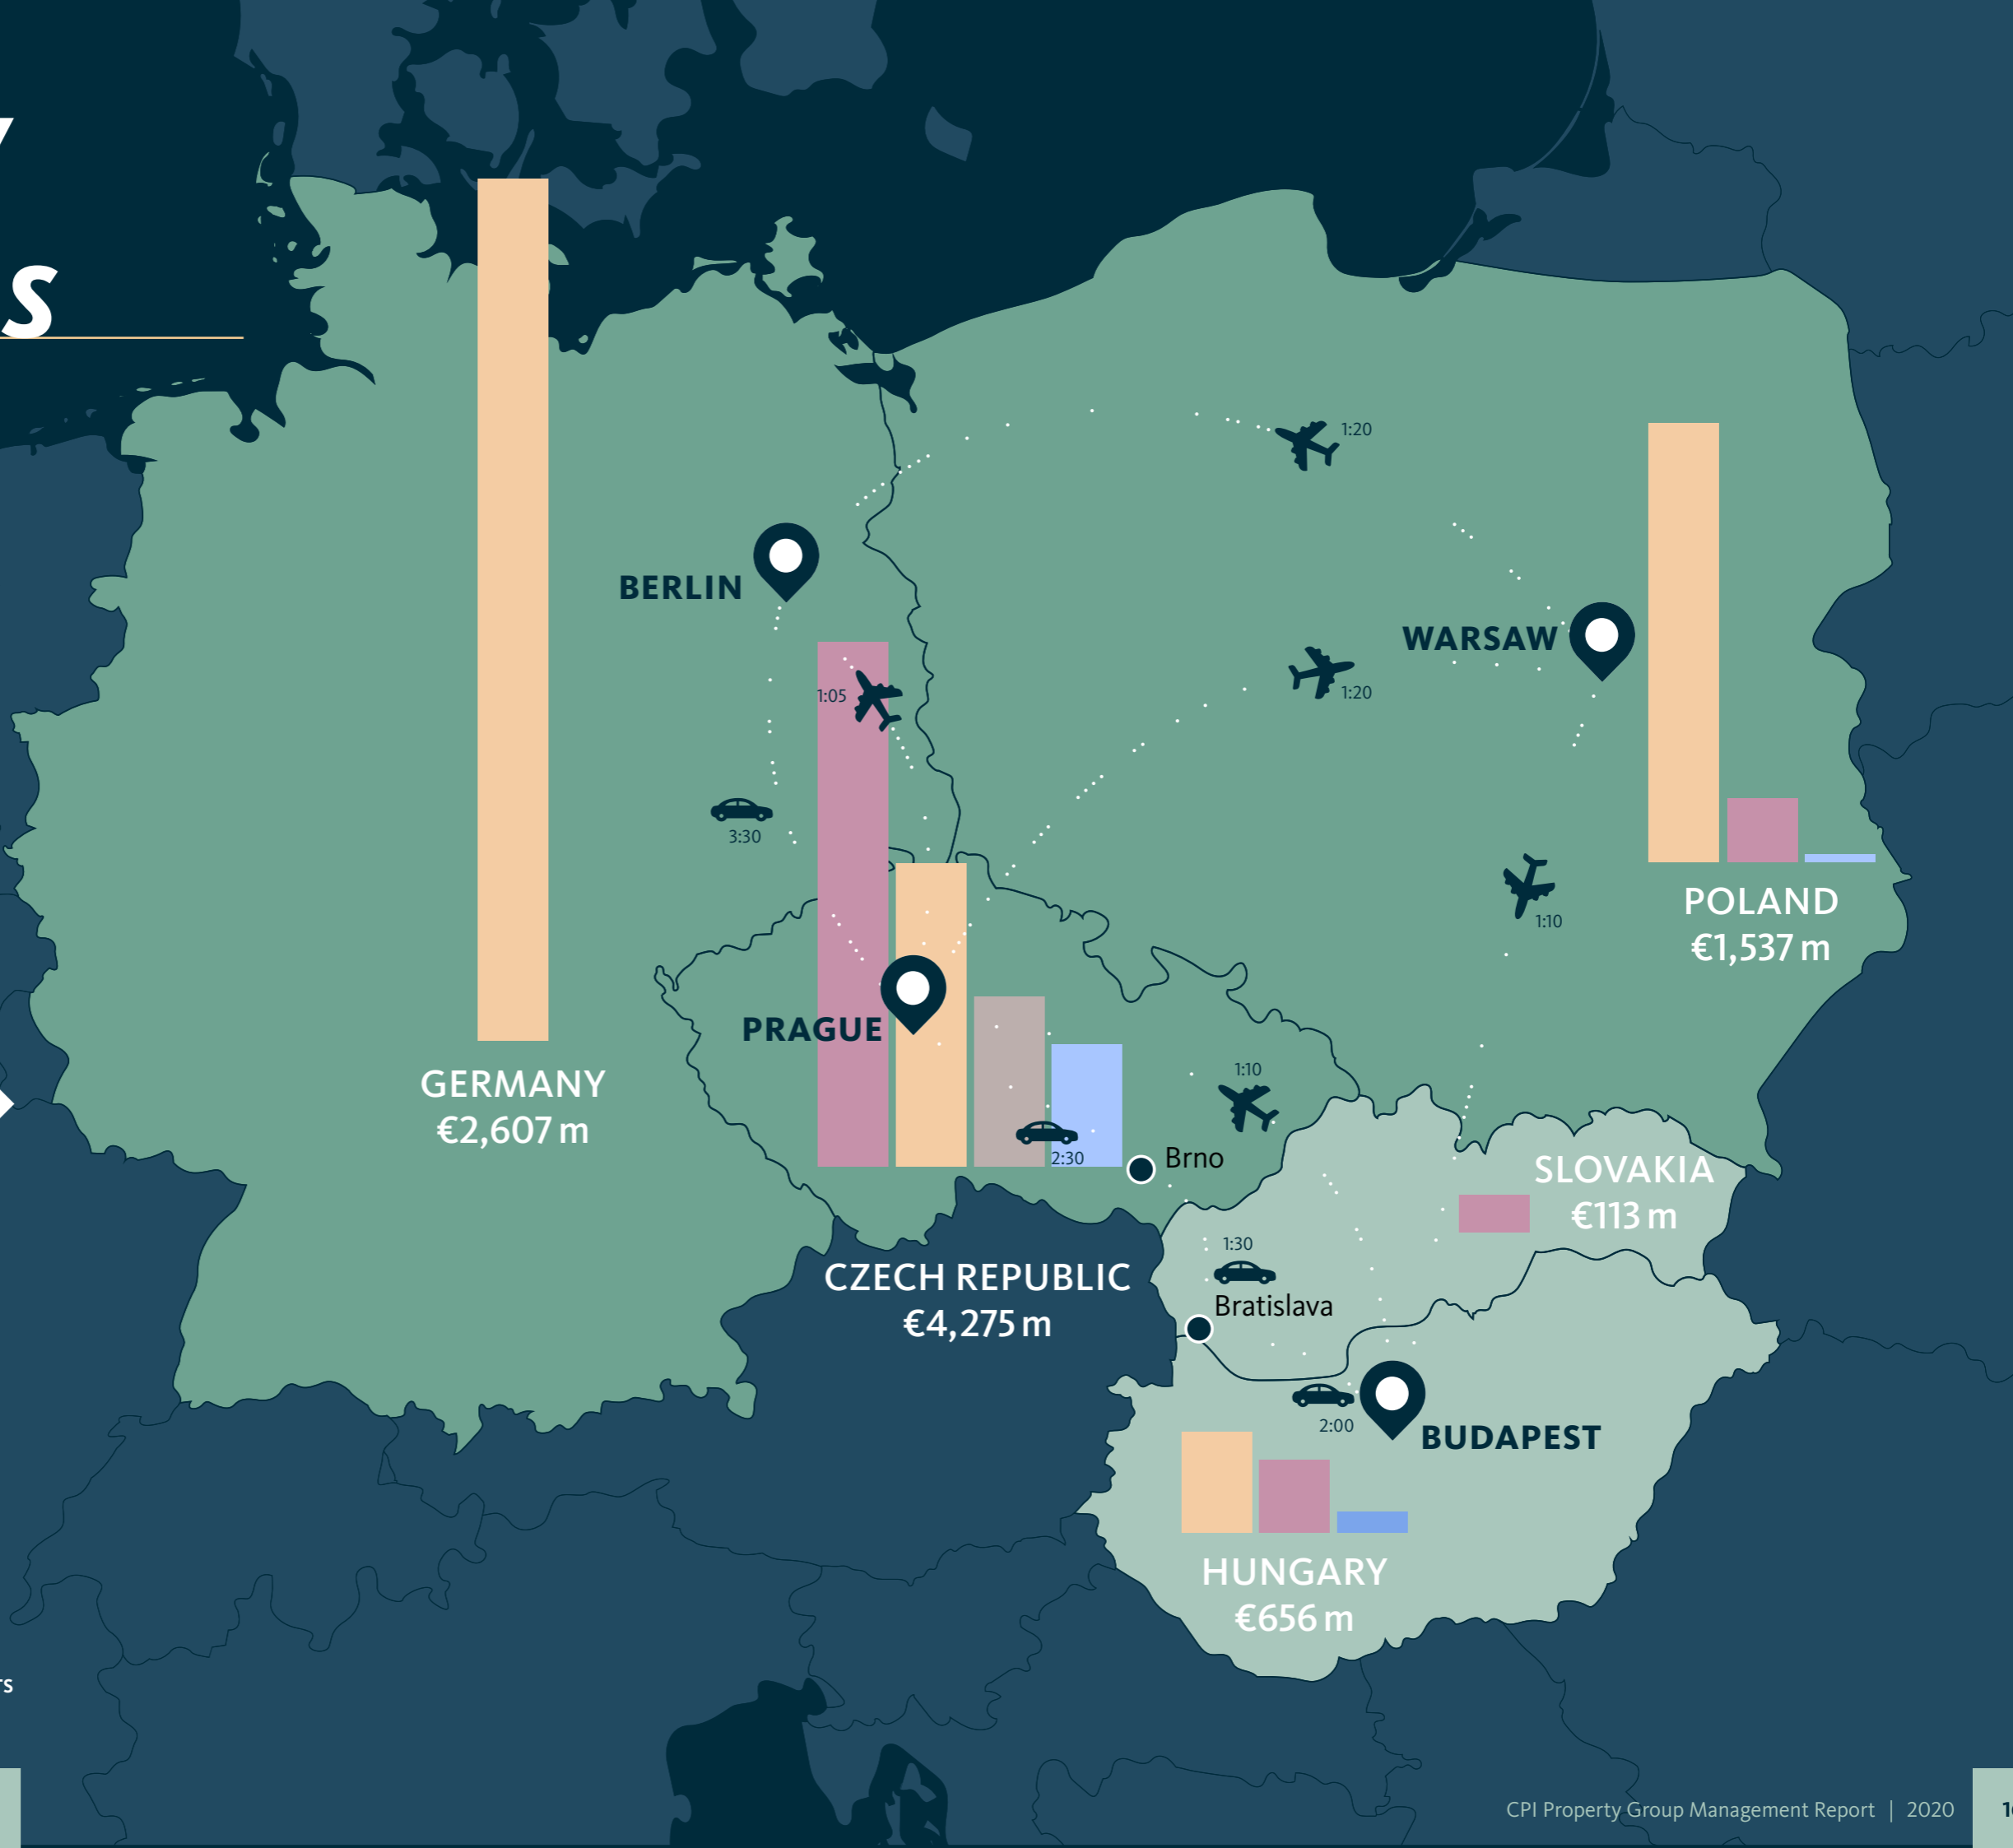 1:20
BERLIN
WARSAW
1:05
1:20
3:30
POLAND
€1,537 m
1:10
PRAGUE
GERMANY
€2,607 m
1:10
2:30
Brno
SLOVAKIA
€113 m
1:30
CZECH REPUBLIC
€4,275 m
Bratislava
2:00
BUDAPEST
HUNGARY
€656 m
CPI Property Group Management Report | 2020